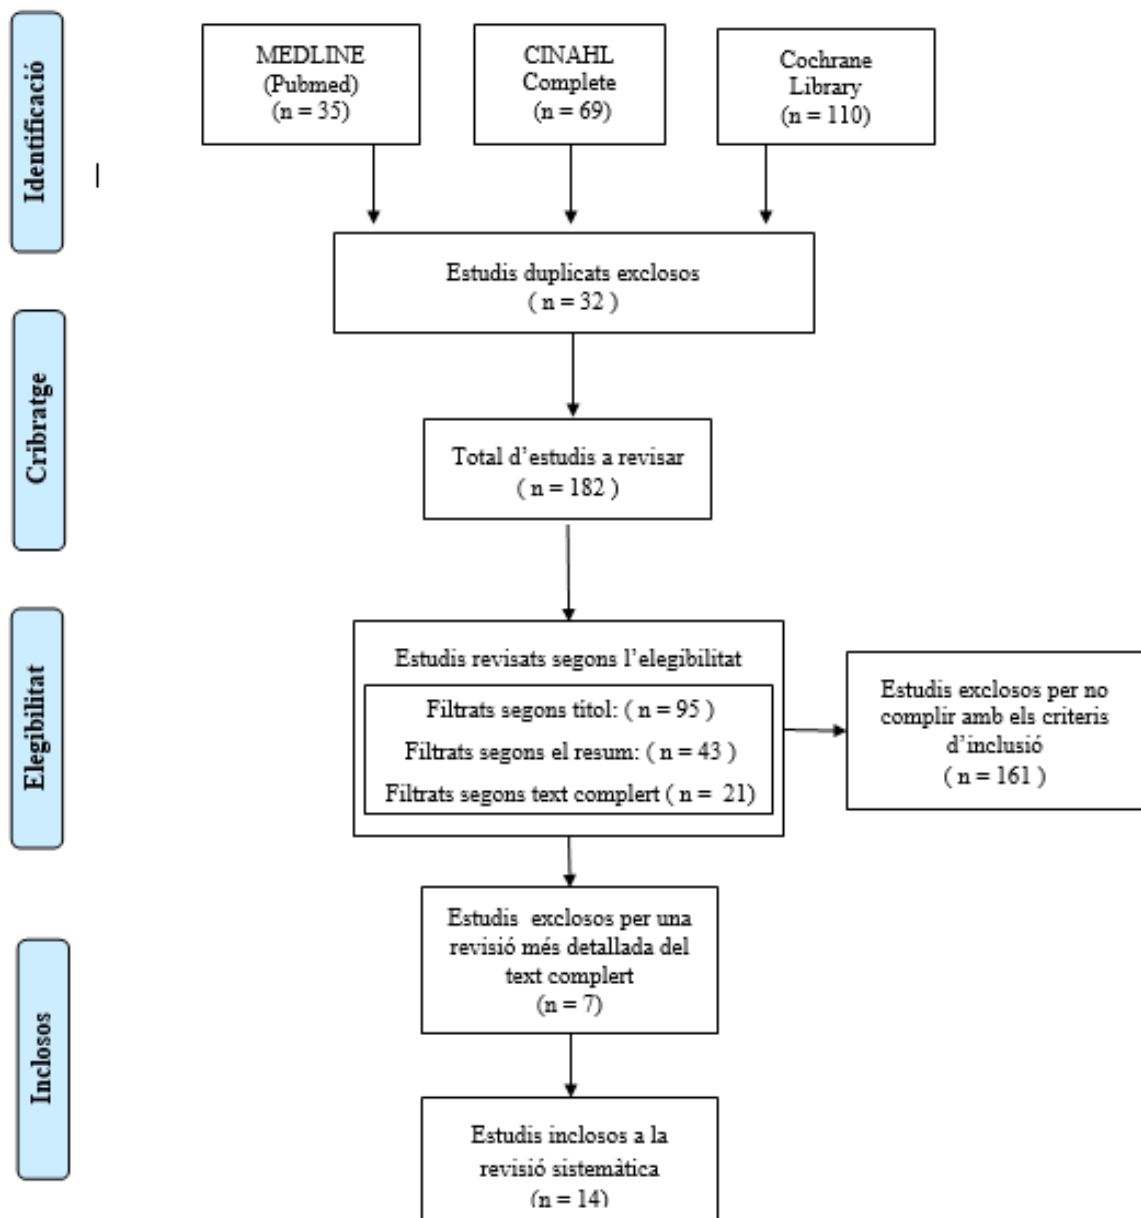 Identificació
MEDLINE
(Pubmed)
(n = 35)
CINAHL
Complete
(n = 69)
Cochrane
Library
(n = 110)
Estudis duplicats exclosos
( n = 32 )
Cribratge
Total d’estudis a revisar
( n = 182 )
Elegibilitat
Estudis revisats segons l’elegibilitat
Filtrats segons títol: ( n = 95 )
Filtrats segons el resum: ( n = 43 )
Filtrats segons text complert ( n = 21)
Estudis exclosos per no
complir amb els criteris
d’inclusió
( n = 161 )
Estudis exclosos per una
revisió més detallada del
text complert
(n = 7)
Inclosos
Estudis inclosos a la
revisió sistemàtica
(n = 14)